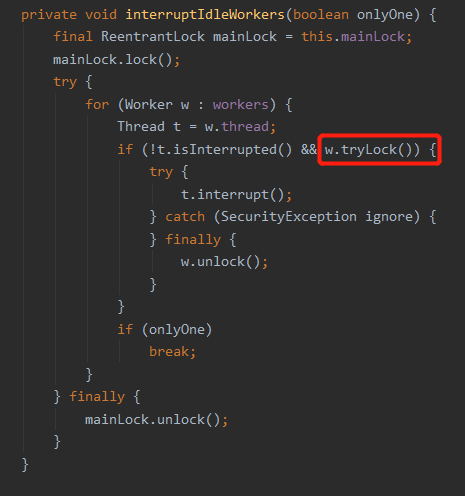 private void interruptIdleWorkers(boolean onlyOne) {
    final ReentrantLock mainLock = this.mainLock;
    mainLock.lock();
    try {
        for (Worker w : workers) {
            Thread t = w.thread;
            if (!t.isInterrupted() && w.tryLock()) {
                try {
                    t.interrupt();
                } catch (SecurityException ignore) {
                } finally {
                    w.unlock();
                }
            }
            if (onlyOne)
                break;
        }
    } finally {
        mainLock.unlock();
    }
}